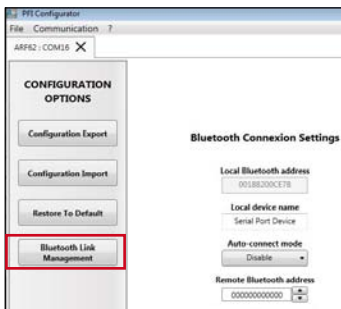 PFI Configurator
File Communication ?
ARF62 : COM16 X
CONFIGURATION
OPTIONS
Configuration Export
Configuration Import
Restore To Default
Bluetooth Link
Management
Bluetooth Connexion Settings
Local Bluetooth address
00188200CE78
Local device name
Serial Port Device
Auto-connect mode
Disable
Remote Bluetooth address
000000000000